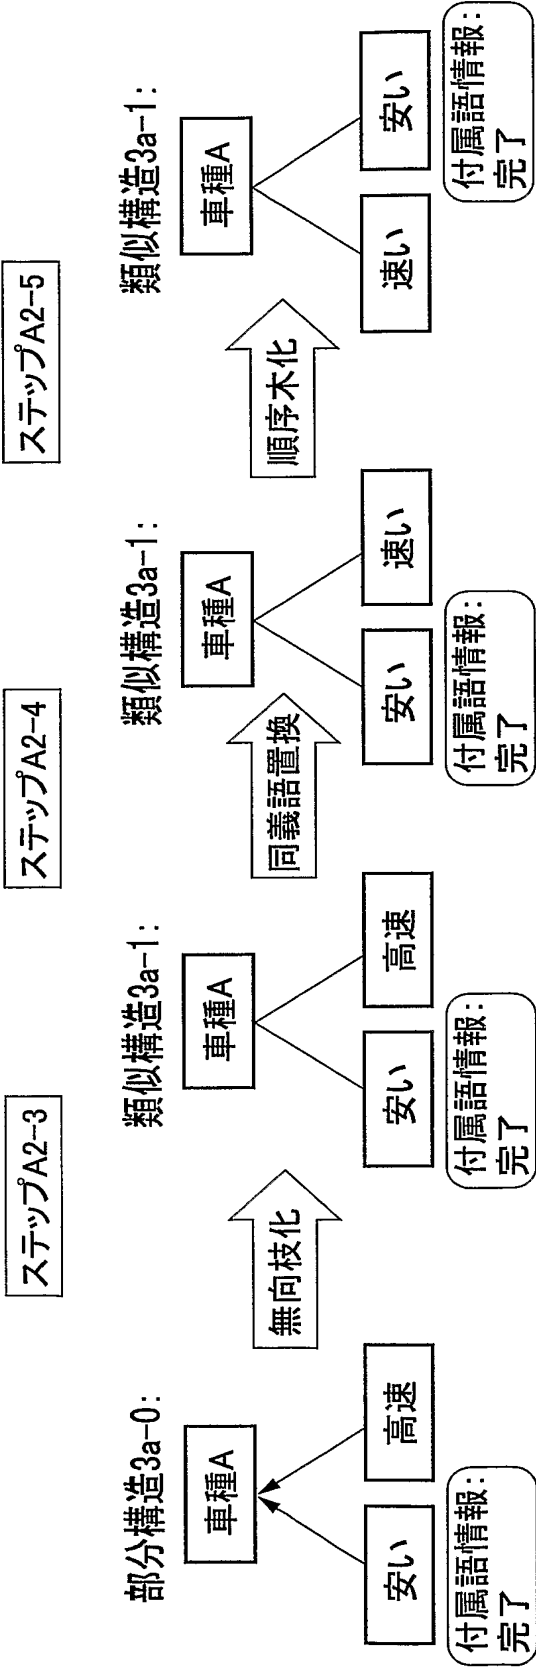 ステップA2-3
ステップA2-4
ステップA2-5
部分構造3a-0:
車種A
安い
高速
付属語情報:
完了
無向枝化
類似構造3a-1:
車種A
安い
高速
付属語情報:
完了
同義語置換
類似構造3a-1:
車種A
安い
速い
付属語情報:
完了
順序木化
類似構造3a-1:
車種A
速い
安い
付属語情報:
完了